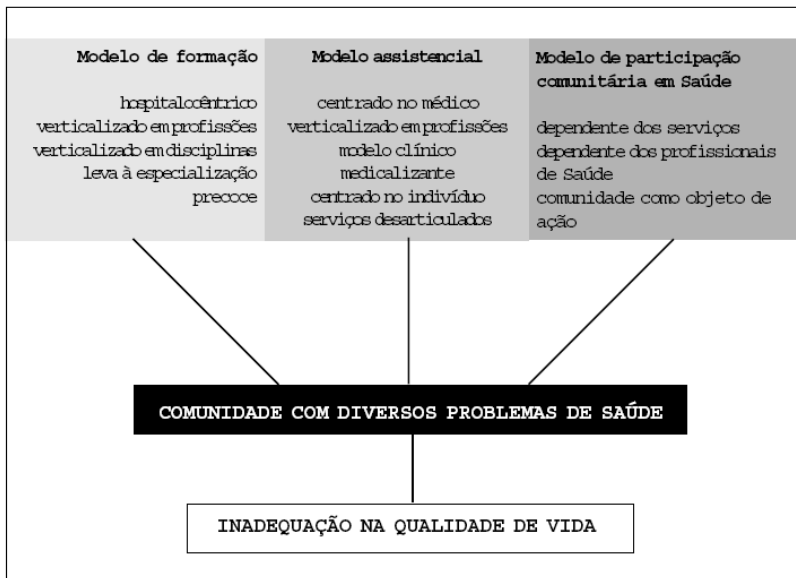 Modelo de formação
hospitalocêntrico
verticalizado em profissões
verticalizado em disciplinas
leva à especialização
precoce
Modelo assistencial
centrado no médico
verticalizado em profissões
modelo clínico
medicalizante
centrado no indivíduo
serviços desarticulados
Modelo de participação
comunitária em Saúde
dependente dos serviços
dependente dos profissionais
de Saúde
comunidade como objeto de
ação
COMUNIDADE COM DIVERSOS PROBLEMAS DE SAÚDE
INADEQUAÇÃO NA QUALIDADE DE VIDA